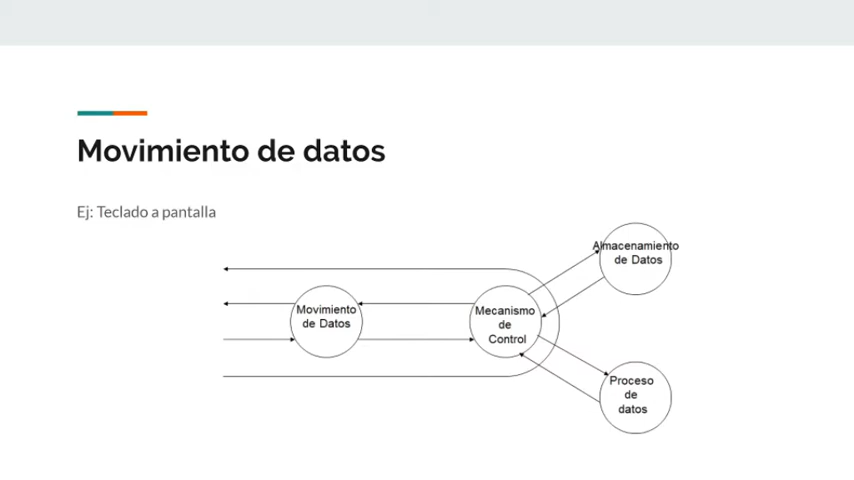 Movimiento de datos
Ej: Teclado a pantalla
Almacenamiento
de Datos
Movimiento
de Datos
Mecanismo
de
Control
Proceso
de
datos